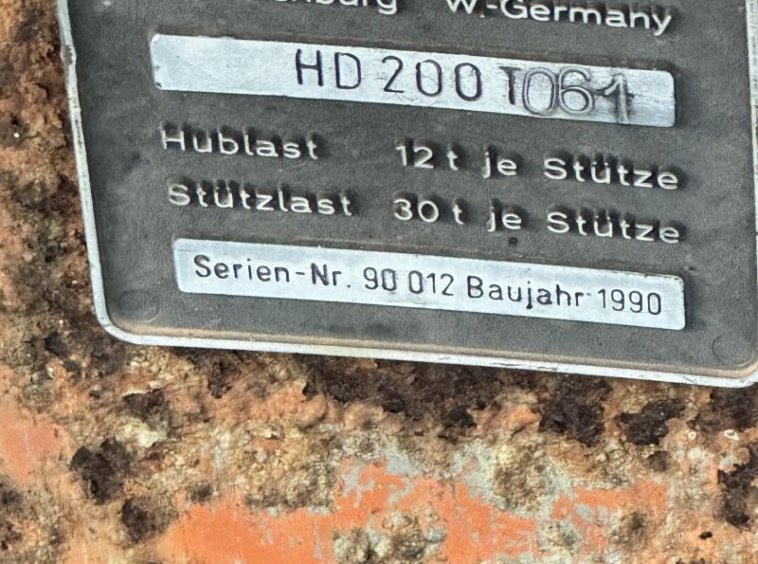 W.-Germany
HD 200 T061
Hublast 12 t je Stütze
Stützlast 30 t je Stütze
Serien-Nr. 90 012 Baujahr 1990